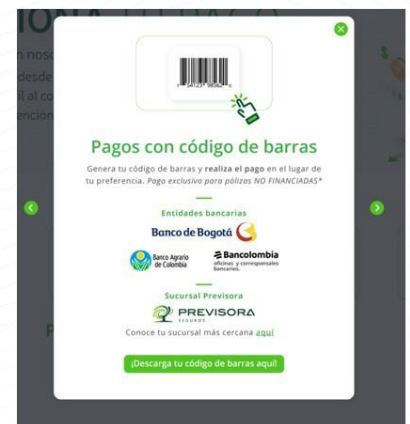 Pagos con código de barras
Genera tu código de barras y realiza el pago en el lugar de
tu preferencia. Pago exclusivo para pólizas NO FINANCIADAS*
Entidades bancarias
Banco de Bogotá
Banco Agrario
de Colombia
Bancolombia
oficinas y corresponsales
bancarios.
Sucursal Previsora
PREVISORA
SEGUROS
Conoce tu sucursal más cercana aquí
¡Descarga tu código de barras aquí!